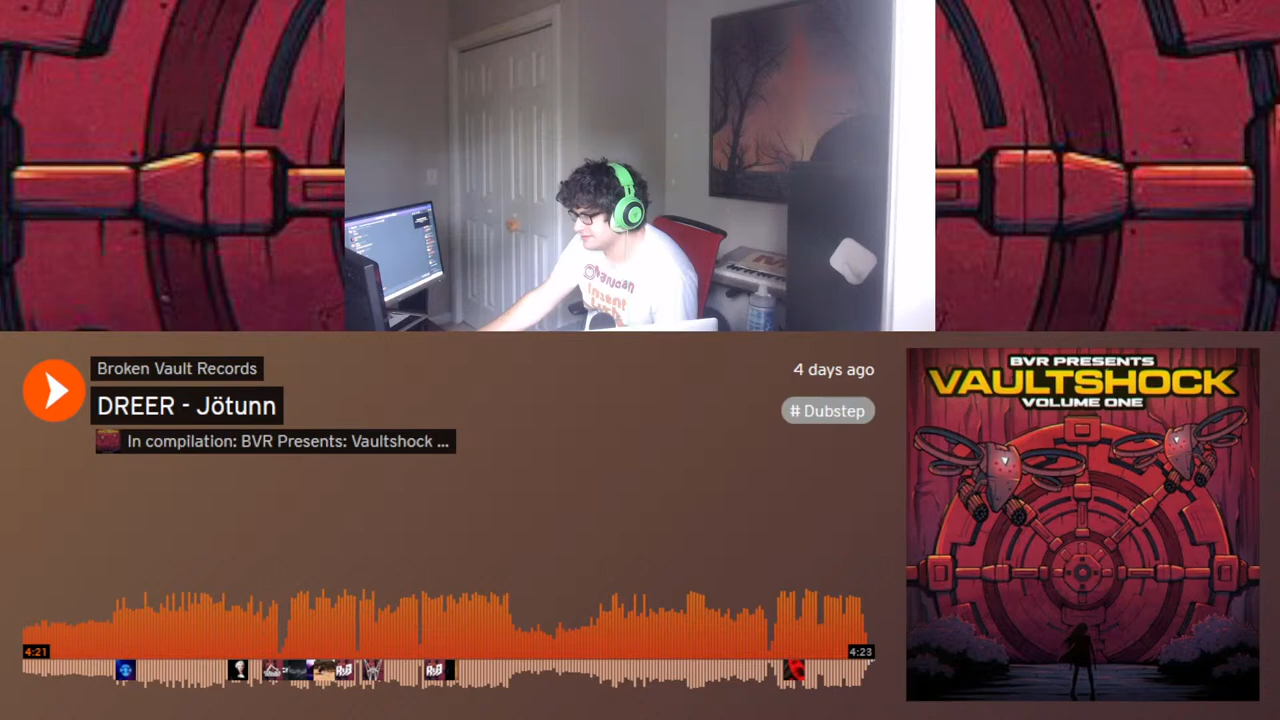 Broken Vault Records
4 days ago
DREER - Jötunn
# Dubstep
In compilation: BVR Presents: Vaultshock ...
4:21
4:23
BVR PRESENTS
VAULTSHOCK
VOLUME ONE